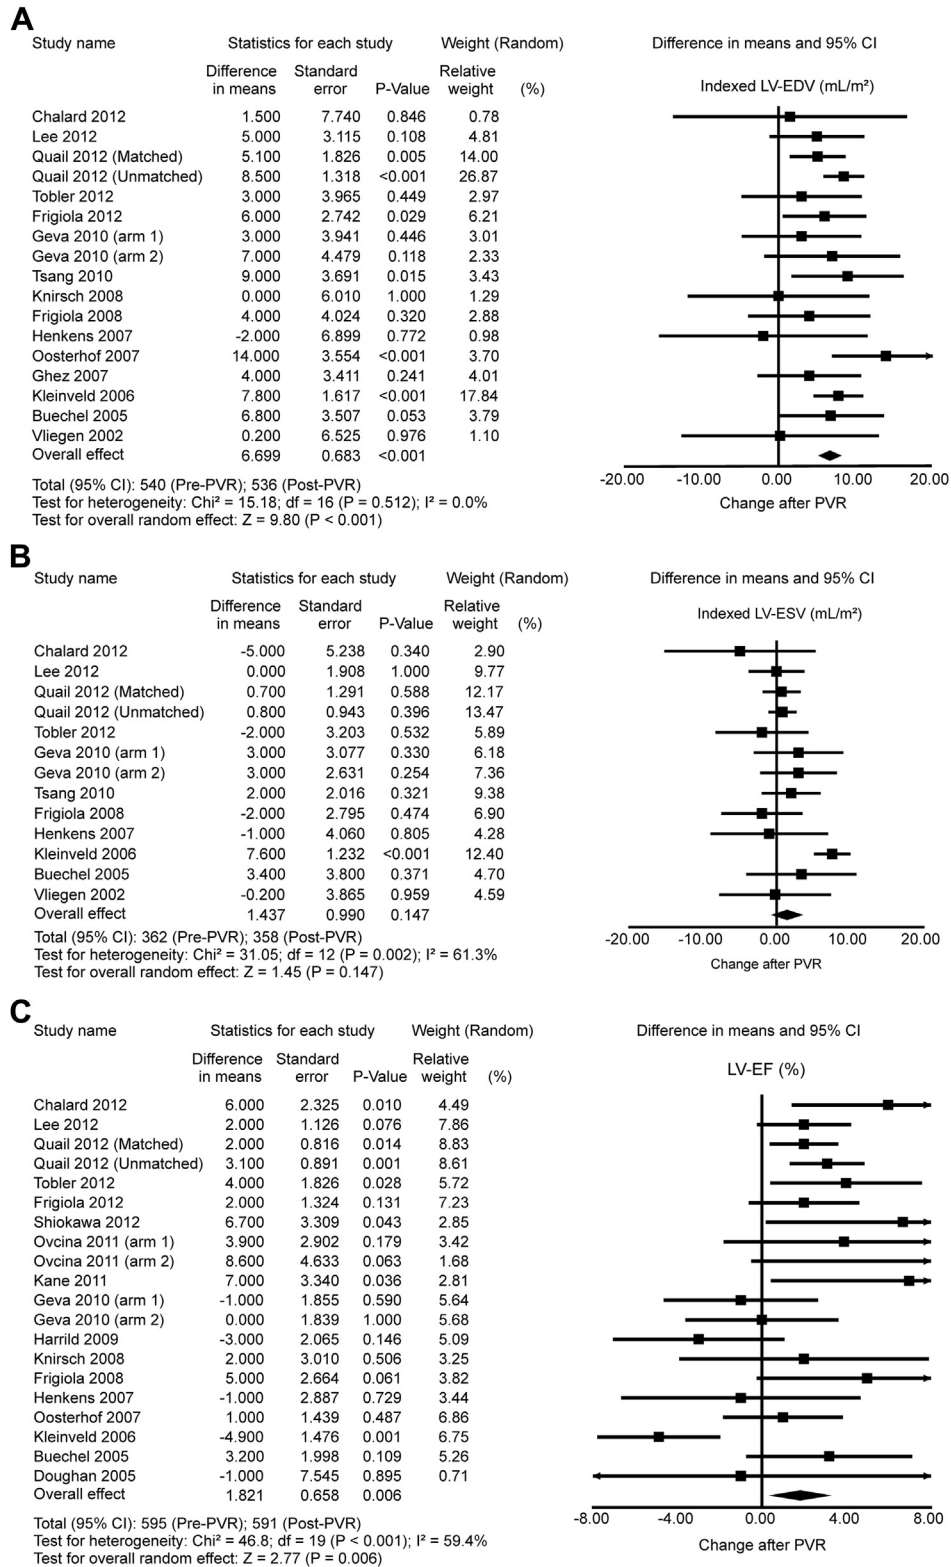 A
Study name Statistics for each study Weight (Random) Difference in means and 95% CI
Difference in means Standard error P-Value Relative weight (%) Indexed LV-EDV (mL/m²)
Chalard 2012 1.500 7.740 0.846 0.78
Lee 2012 5.000 3.115 0.108 4.81
Quail 2012 (Matched) 5.100 1.826 0.005 14.00
Quail 2012 (Unmatched) 8.500 1.318 <0.001 26.87
Tobler 2012 3.000 3.965 0.449 2.97
Frigiola 2012 6.000 2.742 0.029 6.21
Geva 2010 (arm 1) 3.000 3.941 0.446 3.01
Geva 2010 (arm 2) 7.000 4.479 0.118 2.33
Tsang 2010 9.000 3.691 0.015 3.43
Knirsch 2008 0.000 6.010 1.000 1.29
Frigiola 2008 4.000 4.024 0.320 2.88
Henkens 2007 -2.000 6.899 0.772 0.98
Oosterhof 2007 14.000 3.554 <0.001 3.70
Ghez 2007 4.000 3.411 0.241 4.01
Kleinveld 2006 7.800 1.617 <0.001 17.84
Buechel 2005 6.800 3.507 0.053 3.79
Vliegen 2002 0.200 6.525 0.976 1.10
Overall effect 6.699 0.683 <0.001
-20.00 -10.00 0.00 10.00 20.00
Total (95% CI): 540 (Pre-PVR); 536 (Post-PVR)
Test for heterogeneity: Chi² = 15.18; df = 16 (P = 0.512); I² = 0.0%
Change after PVR
Test for overall random effect: Z = 9.80 (P < 0.001)
B
Study name Statistics for each study Weight (Random) Difference in means and 95% CI
Difference in means Standard error P-Value Relative weight (%) Indexed LV-ESV (mL/m²)
Chalard 2012 -5.000 5.238 0.340 2.90
Lee 2012 0.000 1.908 1.000 9.77
Quail 2012 (Matched) 0.700 1.291 0.588 12.17
Quail 2012 (Unmatched) 0.800 0.943 0.396 13.47
Tobler 2012 -2.000 3.203 0.532 5.89
Geva 2010 (arm 1) 3.000 3.077 0.330 6.18
Geva 2010 (arm 2) 3.000 2.631 0.254 7.36
Tsang 2010 2.000 2.016 0.321 9.38
Frigiola 2008 -2.000 2.795 0.474 6.90
Henkens 2007 -1.000 4.060 0.805 4.28
Kleinveld 2006 7.600 1.232 <0.001 12.40
Buechel 2005 3.400 3.800 0.371 4.70
Vliegen 2002 -0.200 3.865 0.959 4.59
Overall effect 1.437 0.990 0.147
Total (95% CI): 362 (Pre-PVR); 358 (Post-PVR)
-20.00 -10.00 0.00 10.00 20.00
Test for heterogeneity: Chi² = 31.05; df = 12 (P = 0.002); I² = 61.3%
Change after PVR
Test for overall random effect: Z = 1.45 (P = 0.147)
C
Study name Statistics for each study Weight (Random) Difference in means and 95% CI
Difference in means Standard error P-Value Relative weight (%) LV-EF (%)
Chalard 2012 6.000 2.325 0.010 4.49
Lee 2012 2.000 1.126 0.076 7.86
Quail 2012 (Matched) 2.000 0.816 0.014 8.83
Quail 2012 (Unmatched) 3.100 0.891 0.001 8.61
Tobler 2012 4.000 1.826 0.028 5.72
Frigiola 2012 2.000 1.324 0.131 7.23
Shiokawa 2012 6.700 3.309 0.043 2.85
Ovcina 2011 (arm 1) 3.900 2.902 0.179 3.42
Ovcina 2011 (arm 2) 8.600 4.633 0.063 1.68
Kane 2011 7.000 3.340 0.036 2.81
Geva 2010 (arm 1) -1.000 1.855 0.590 5.64
Geva 2010 (arm 2) 0.000 1.839 1.000 5.68
Harrild 2009 -3.000 2.065 0.146 5.09
Knirsch 2008 2.000 3.010 0.506 3.25
Frigiola 2008 5.000 2.664 0.061 3.82
Henkens 2007 -1.000 2.887 0.729 3.44
Oosterhof 2007 1.000 1.439 0.487 6.86
Kleinveld 2006 -4.900 1.476 0.001 6.75
Buechel 2005 3.200 1.998 0.109 5.26
Doughan 2005 -1.000 7.545 0.895 0.71
Overall effect 1.821 0.658 0.006
-8.00 -4.00 0.00 4.00 8.00
Total (95% CI): 595 (Pre-PVR); 591 (Post-PVR)
Test for heterogeneity: Chi² = 46.8; df = 19 (P < 0.001); I² = 59.4%
Change after PVR
Test for overall random effect: Z = 2.77 (P = 0.006)